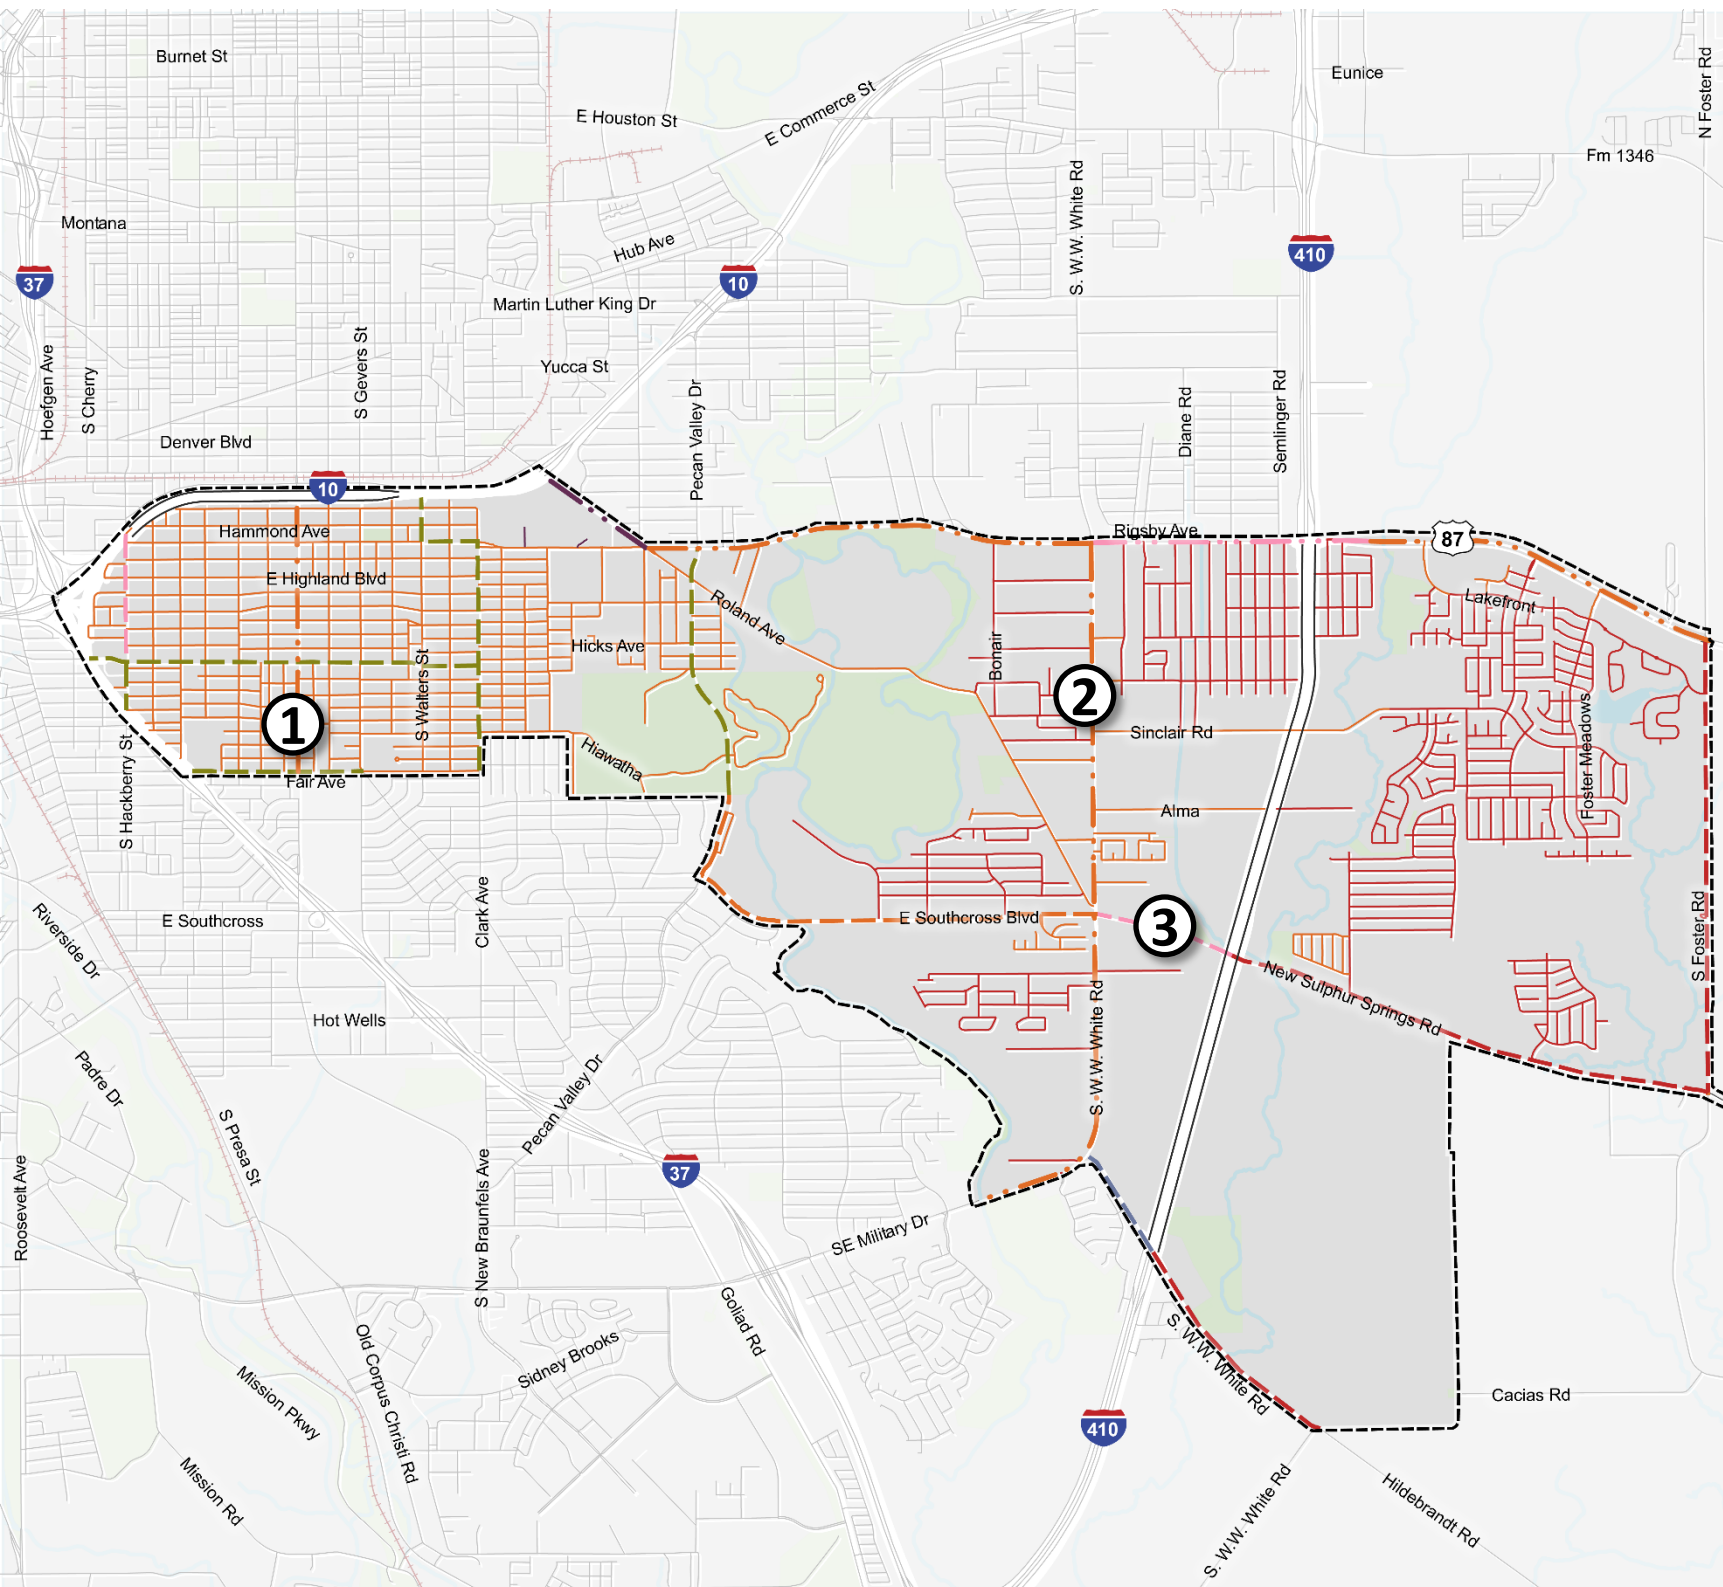 Burnet St
Eunice
N Foster Rd
E Houston St
E Commerce St
Fm 1346
S. W.W. White Rd
Montana
Hub Ave
410
37
10
Martin Luther King Dr
Yucca St
S Gevers St
Hoefgen Ave
S Cherry
Pecan Valley Dr
Diane Rd
Semlinger Rd
Denver Blvd
10
Hammond Ave
Rigsby Ave
87
E Highland Blvd
Roland Ave
Lakefront
Hicks Ave
Bonair
S Walters St
1
2
Foster Meadows
Sinclair Rd
Hiawatha
S Hackberry St
Fair Ave
Alma
Clark Ave
E Southcross
E Southcross Blvd
3
Riverside Dr
S Foster Rd
New Sulphur Springs Rd
Hot Wells
S. W.W. White Rd
Padre Dr
Pecan Valley Dr
S Presa St
37
Roosevelt Ave
S New Braunfels Ave
SE Military Dr
Goliad Rd
Old Corpus Christi Rd
Sidney Brooks
S. W.W. White Rd
Mission Pkwy
Cacias Rd
410
Mission Rd
S. W.W. White Rd
Hildebrandt Rd